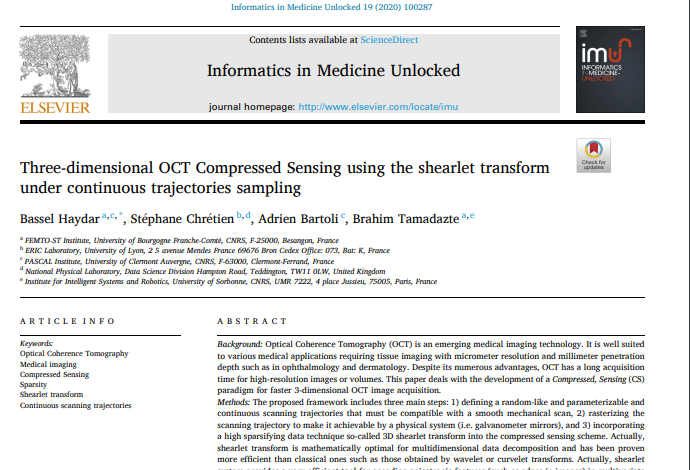 Informatics in Medicine Unlocked 19 (2020) 100287
Contents lists available at ScienceDirect
Informatics in Medicine Unlocked
journal homepage: http://www.elsevier.com/locate/imu
ELSEVIER
imu
INFORMATICS
IN MEDICINE-
UNLOCKED
Check for
updates
Three-dimensional OCT Compressed Sensing using the shearlet transform
under continuous trajectories sampling
Bassel Haydar a,c,*, Stéphane Chrétien b,d, Adrien Bartoli c, Brahim Tamadazte a,e
a FEMTO-ST Institute, University of Bourgogne Franche-Comté, CNRS, F-25000, Besançon, France
b ERIC Laboratory, University of Lyon, 2 5 avenue Mendes France 69676 Bron Cedex Office: 073, Bat: K, France
c PASCAL Institute, University of Clermont Auvergne, CNRS, F-63000, Clermont-Ferrand, France
d National Physical Laboratory, Data Science Division Hampton Road, Teddington, TW11 0LW, United Kingdom
e Institute for Intelligent Systems and Robotics, University of Sorbonne, CNRS, UMR 7222, 4 place Jussieu, 75005, Paris, France
ARTICLE INFO
Keywords:
Optical Coherence Tomography
Medical imaging
Compressed Sensing
Sparsity
Shearlet transform
Continuous scanning trajectories
ABSTRACT
Background: Optical Coherence Tomography (OCT) is an emerging medical imaging technology. It is well suited
to various medical applications requiring tissue imaging with micrometer resolution and millimeter penetration
depth such as in ophthalmology and dermatology. Despite its numerous advantages, OCT has a long acquisition
time for high-resolution images or volumes. This paper deals with the development of a Compressed, Sensing (CS)
paradigm for faster 3-dimensional OCT image acquisition.
Methods: The proposed framework includes three main steps: 1) defining a random-like and parameterizable and
continuous scanning trajectories that must be compatible with a smooth mechanical scan, 2) rasterizing the
scanning trajectory to make it achievable by a physical system (i.e. galvanometer mirrors), and 3) incorporating
a high sparsifying data technique so-called 3D shearlet transform into the compressed sensing scheme. Actually,
shearlet transform is mathematically optimal for multidimensional data decomposition and has been proven
more efficient than classical ones such as those obtained by wavelet or curvelet transforms. Actually, shearlet